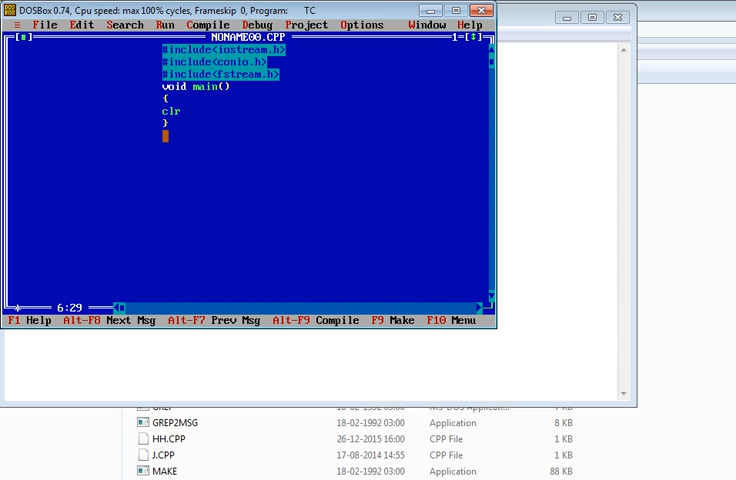 DOSBox 0.74, Cpu speed: max 100% cycles, Frameskip 0, Program: TC
≡ File Edit Search Run Compile Debug Project Options Window Help
NONAME00.CPP 1=[↕]
#include<iostream.h>
#include<conio.h>
#include<fstream.h>
void main()
{
clr
}
6:29
F1 Help Alt-F8 Next Msg Alt-F7 Prev Msg Alt-F9 Compile F9 Make F10 Menu
GREP2MSG 18-02-1992 03:00 Application 8 KB
HH.CPP 26-12-2015 16:00 CPP File 1 KB
J.CPP 17-08-2014 14:55 CPP File 1 KB
MAKE 18-02-1992 03:00 Application 88 KB